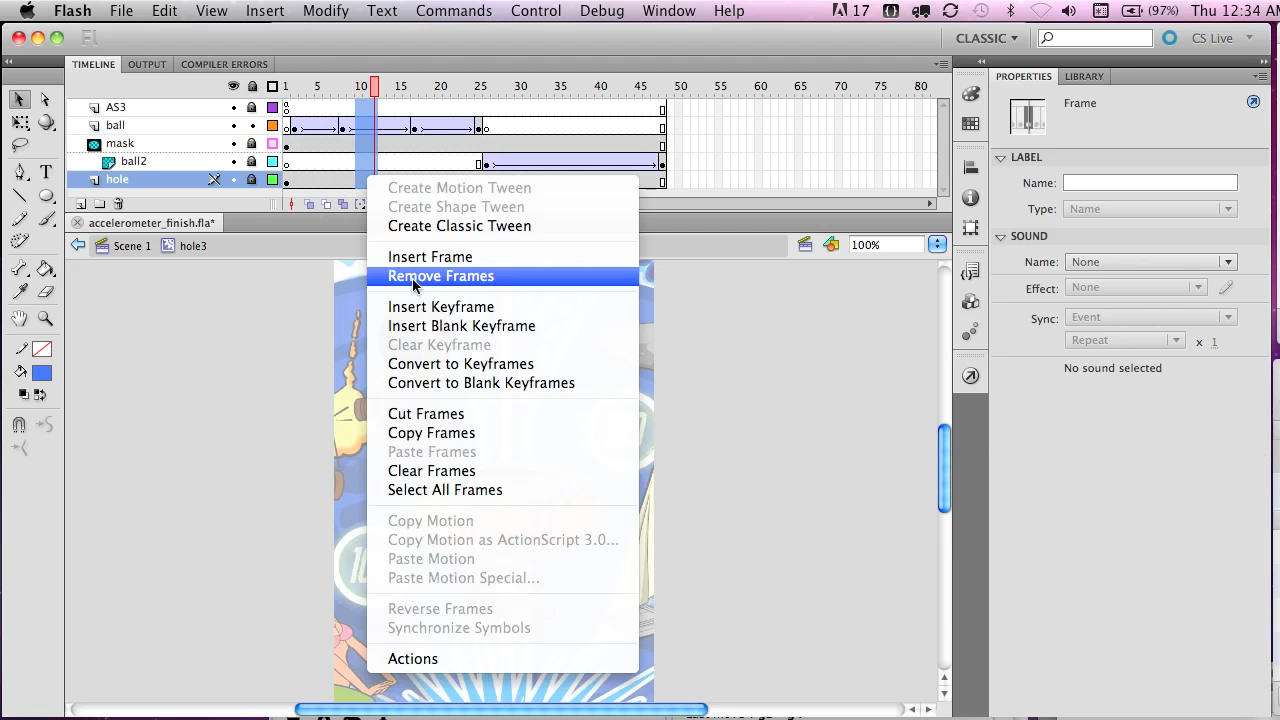 Flash File Edit View Insert Modify Text Commands Control Debug Window Help 17 (97%) Thu 12:34 AM
Fl CLASSIC CS Live
TIMELINE OUTPUT COMPILER ERRORS
1 5 10 15 20 25 30 35 40 45 50 55 60 65 70 75 80
AS3
ball
mask
ball2
hole
accelerometer_finish.fla*
Scene 1 hole3 100%
Create Motion Tween
Create Shape Tween
Create Classic Tween
Insert Frame
Remove Frames
Insert Keyframe
Insert Blank Keyframe
Clear Keyframe
Convert to Keyframes
Convert to Blank Keyframes
Cut Frames
Copy Frames
Paste Frames
Clear Frames
Select All Frames
Copy Motion
Copy Motion as ActionScript 3.0...
Paste Motion
Paste Motion Special...
Reverse Frames
Synchronize Symbols
Actions
PROPERTIES LIBRARY
Frame
LABEL
Name:
Type: Name
SOUND
Name: None
Effect: None
Sync: Event
Repeat x 1
No sound selected